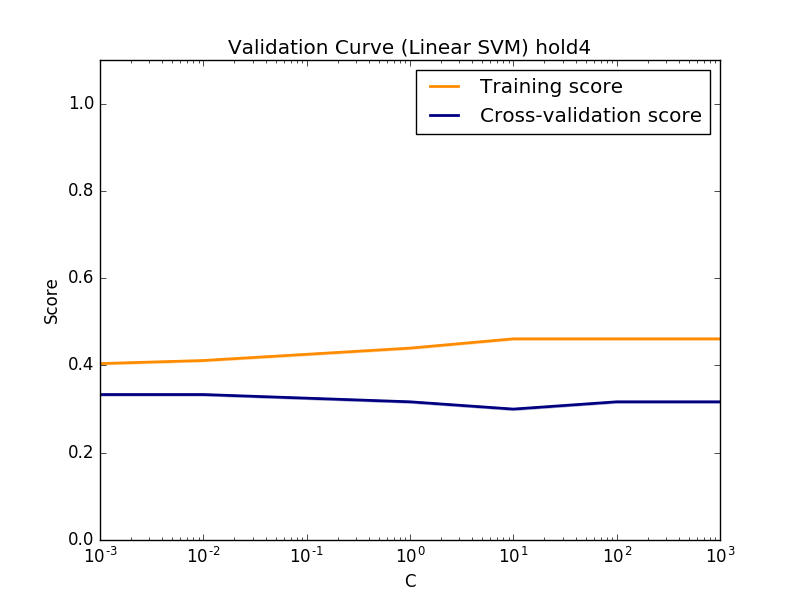 Validation Curve (Linear SVM) hold4
Training score
Cross-validation score
1.0
0.8
0.6
0.4
0.2
0.0
Score
10⁻³ 10⁻² 10⁻¹ 10⁰ 10¹ 10² 10³
C